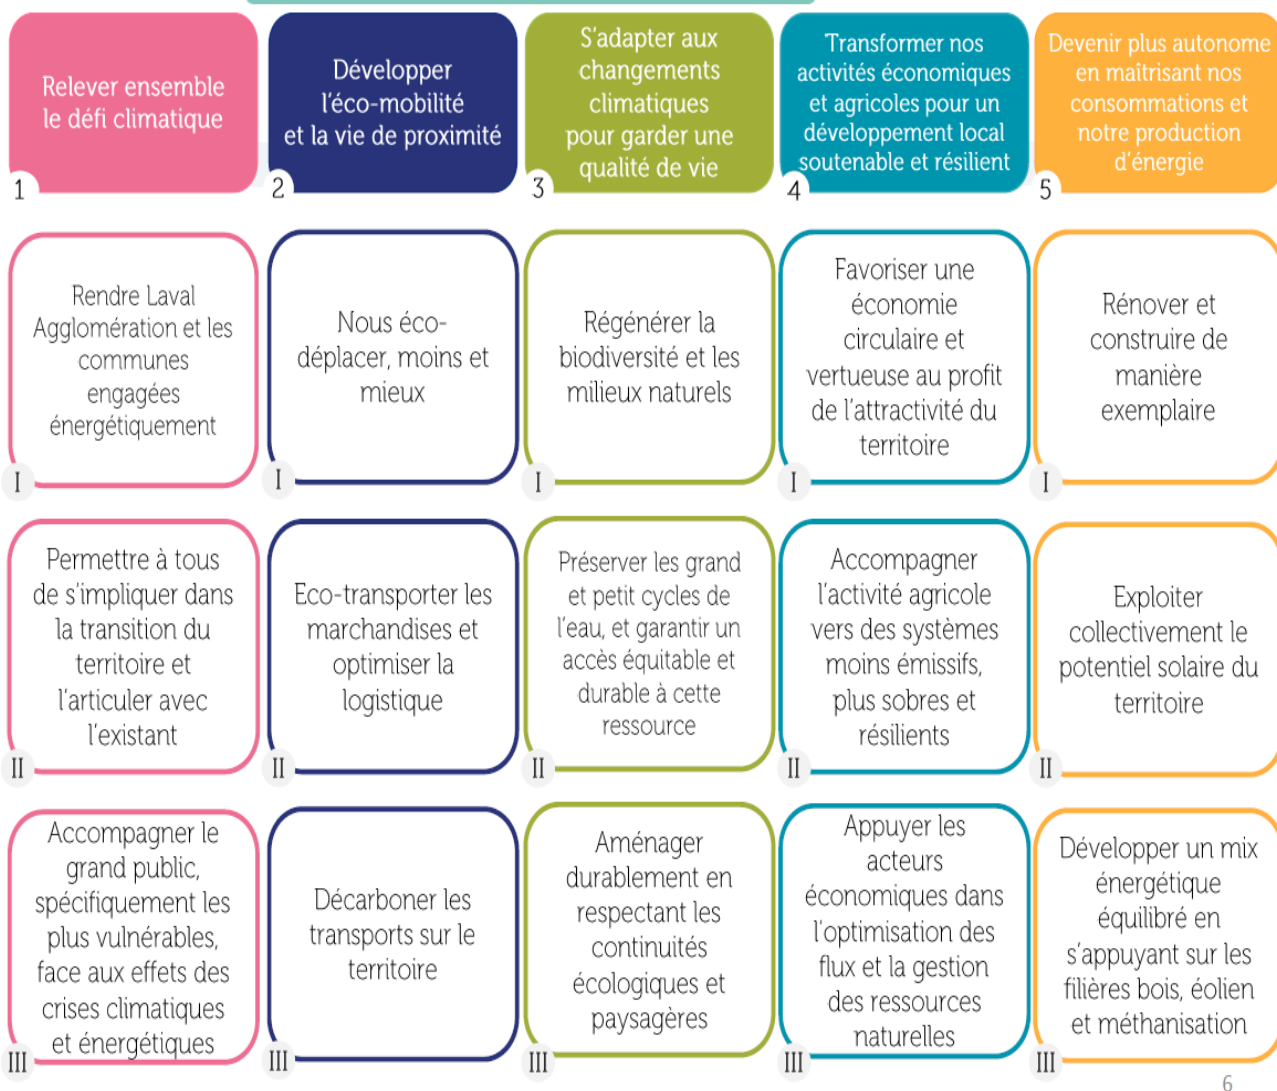 Relever ensemble
le défi climatique
1
Développer
l'éco-mobilité
et la vie de proximité
2
S'adapter aux
changements
climatiques
pour garder une
qualité de vie
3
Transformer nos
activités économiques
et agricoles pour un
développement local
soutenable et résilient
4
Devenir plus autonome
en maîtrisant nos
consommations et
notre production
d'énergie
5
Rendre Laval
Agglomération et les
communes
engagées
énergétiquement
I
Nous éco-
déplacer, moins et
mieux
I
Régénérer la
biodiversité et les
milieux naturels
I
Favoriser une
économie
circulaire et
vertueuse au profit
de l'attractivité du
territoire
I
Rénover et
construire de
manière
exemplaire
I
Permettre à tous
de s'impliquer dans
la transition du
territoire et
l'articuler avec
l'existant
II
Eco-transporter les
marchandises et
optimiser la
logistique
II
Préserver les grand
et petit cycles de
l'eau, et garantir un
accès équitable et
durable à cette
ressource
II
Accompagner
l'activité agricole
vers des systèmes
moins émissifs,
plus sobres et
résilients
II
Exploiter
collectivement le
potentiel solaire du
territoire
II
Accompagner le
grand public,
spécifiquement les
plus vulnérables,
face aux effets des
crises climatiques
et énergétiques
III
Décarboner les
transports sur le
territoire
III
Aménager
durablement en
respectant les
continuités
écologiques et
paysagères
III
Appuyer les
acteurs
économiques dans
l'optimisation des
flux et la gestion
des ressources
naturelles
III
Développer un mix
énergétique
équilibré en
s'appuyant sur les
filières bois, éolien
et méthanisation
III
6